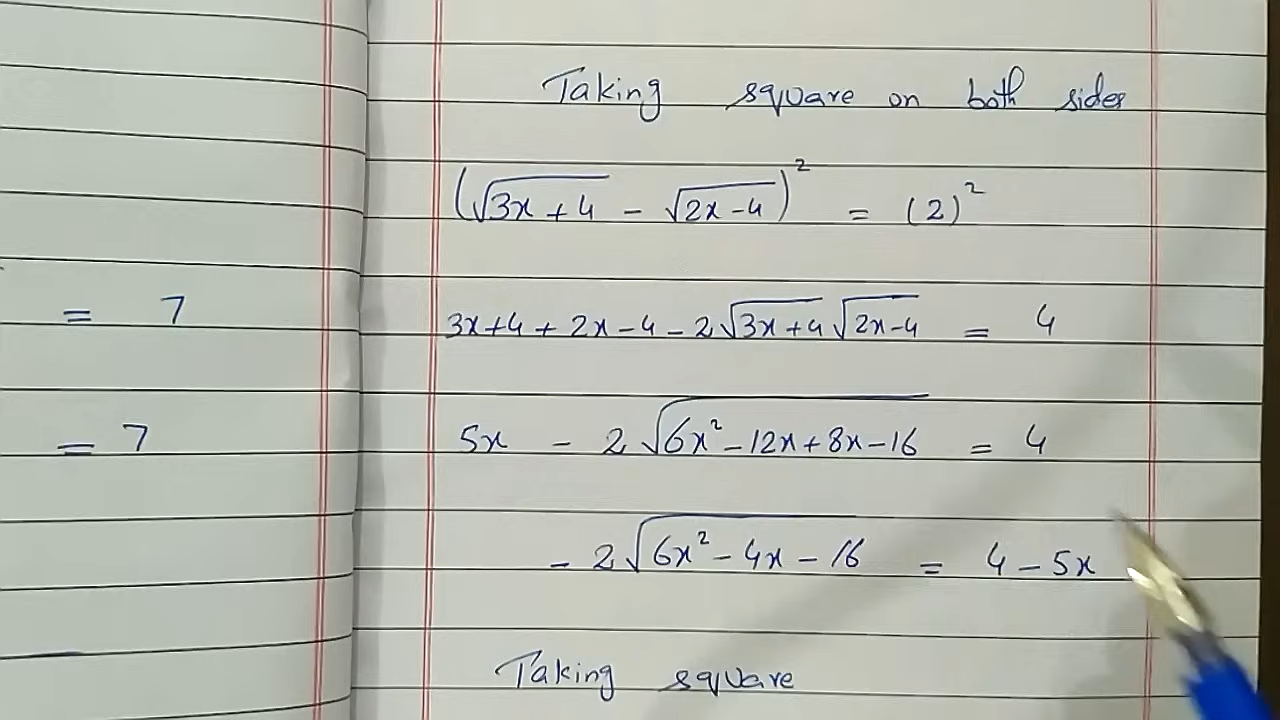 = 7
= 7
Taking square on both sides
(√(3x+4) - √(2x-4))² = (2)²
3x+4 + 2x-4 - 2√(3x+4) √(2x-4) = 4
5x - 2√(6x²-12x+8x-16) = 4
- 2√(6x²-4x-16) = 4-5x
Taking square